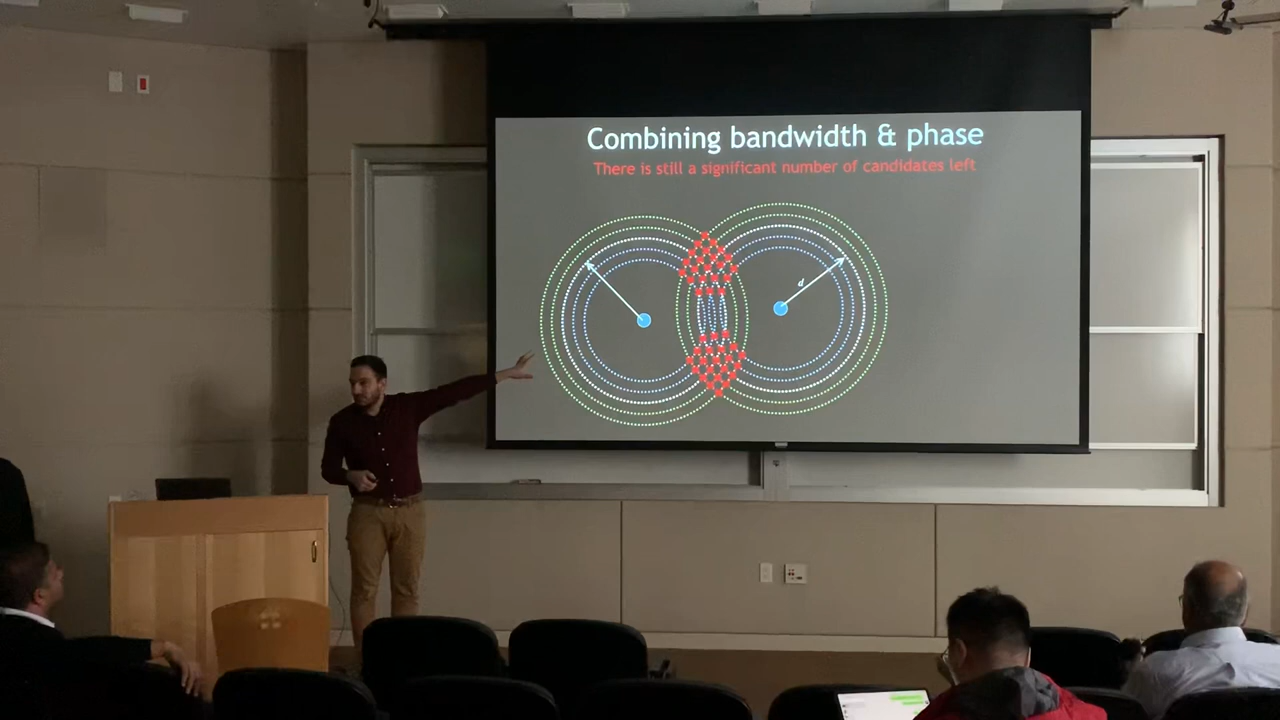 Combining bandwidth & phase
There is still a significant number of candidates left
d